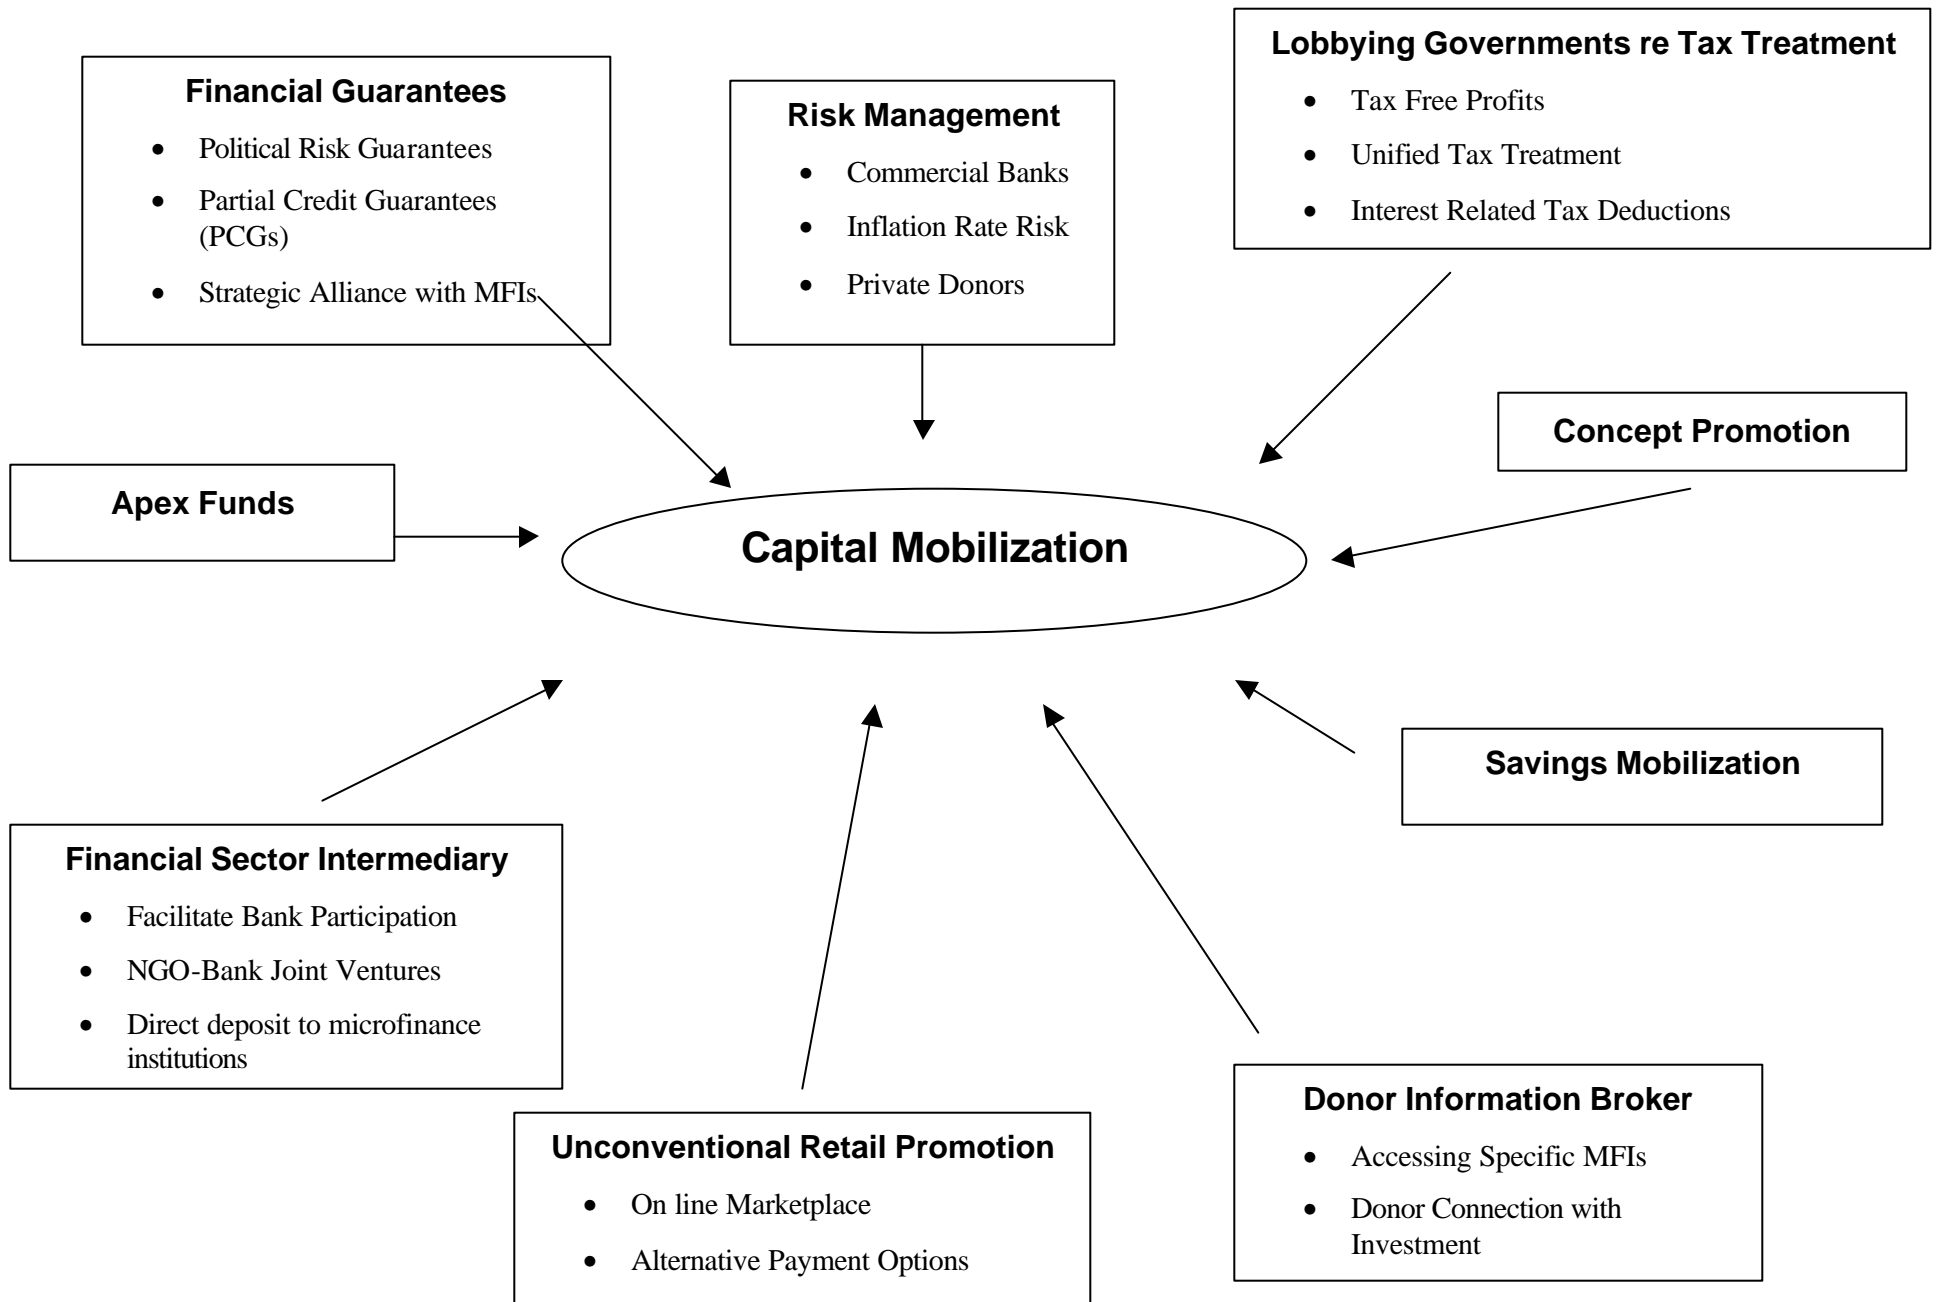 Lobbying Governments re Tax Treatment
• Tax Free Profits
• Unified Tax Treatment
• Interest Related Tax Deductions
Financial Guarantees
• Political Risk Guarantees
• Partial Credit Guarantees
(PCGs)
• Strategic Alliance with MFIs
Risk Management
• Commercial Banks
• Inflation Rate Risk
• Private Donors
Concept Promotion
Apex Funds
Capital Mobilization
Savings Mobilization
Financial Sector Intermediary
• Facilitate Bank Participation
• NGO-Bank Joint Ventures
• Direct deposit to microfinance
institutions
Unconventional Retail Promotion
• On line Marketplace
• Alternative Payment Options
Donor Information Broker
• Accessing Specific MFIs
• Donor Connection with
Investment